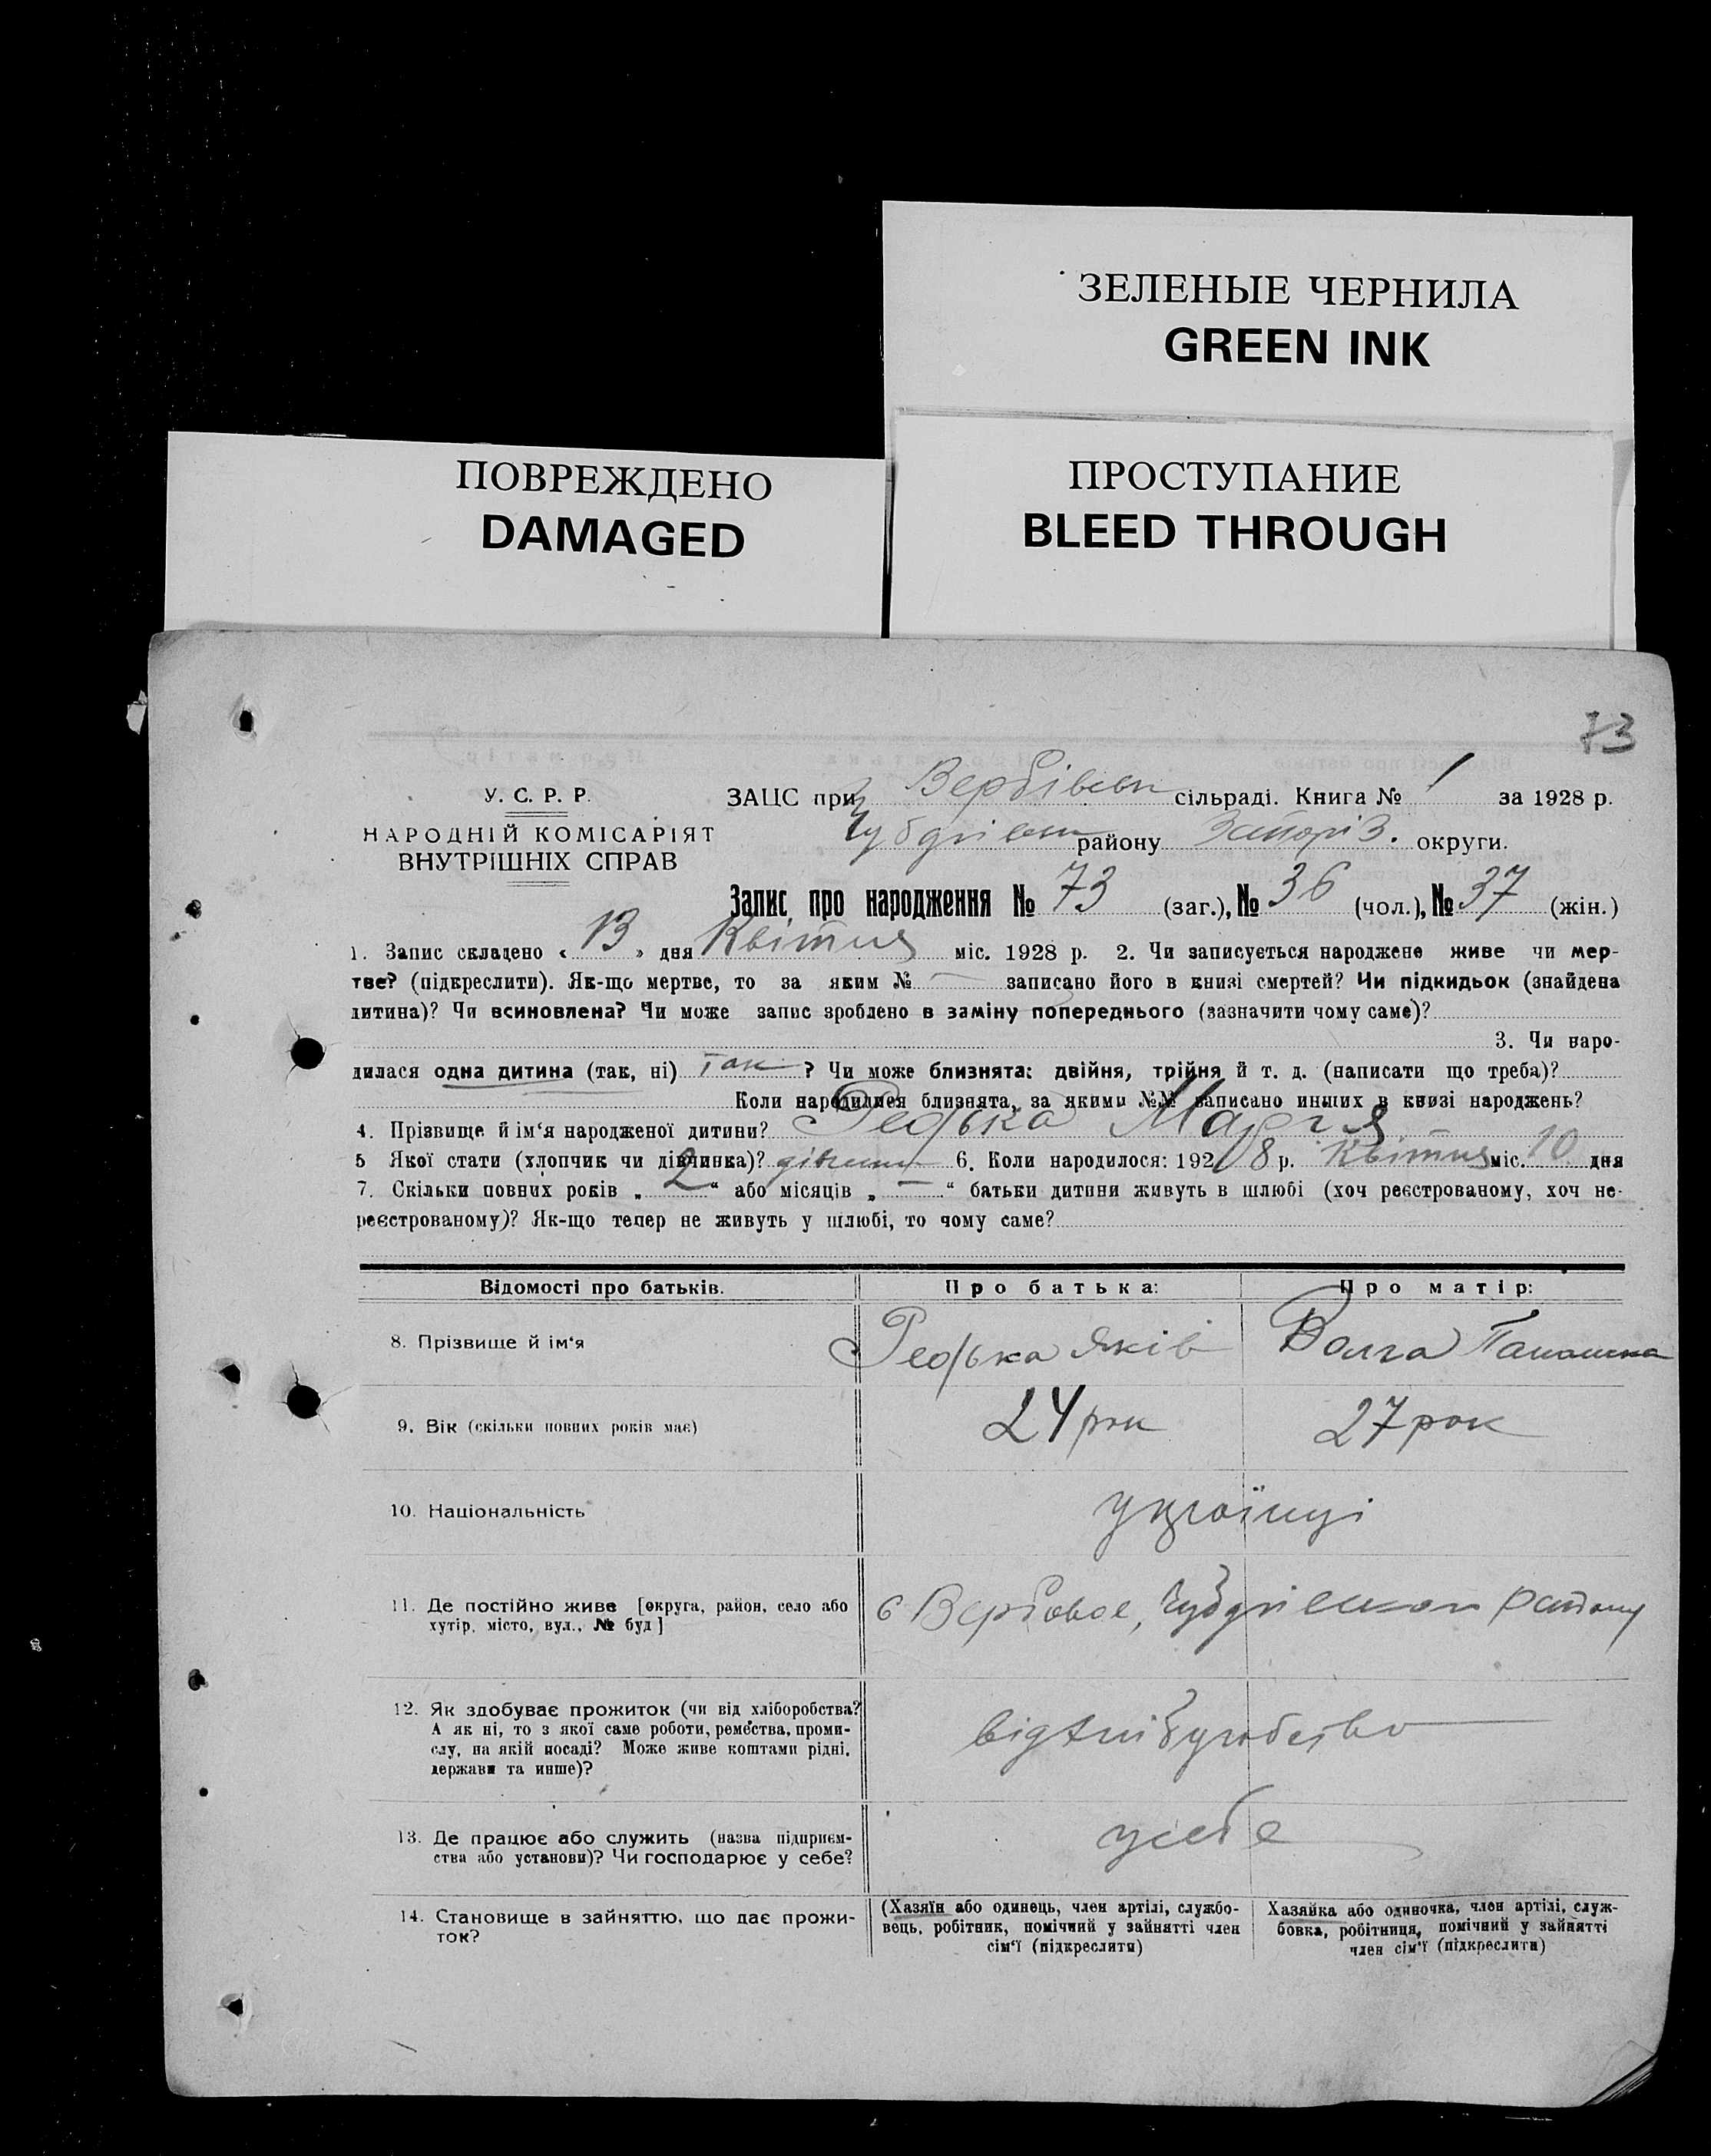 ЗЕЛЕНЫЕ ЧЕРНИЛА
GREEN INK
ПОВРЕЖДЕНО
DAMAGED
ПРОСТУПАНИЕ
BLEED THROUGH
73
У. С. Р. Р.
НАРОДНІЙ КОМІСАРІЯТ
ВНУТРІШНІХ СПРАВ
ЗАЦС при Вербівськ сільраді. Книга № 1 за 1928 р.
району Запоріз. округи.
Запис про народження № 73 (заг.), № 36 (чол.), № 37 (жін.)
1. Запис складено « 13 » дня Квітня міс. 1928 р. 2. Чи записується народжене живе чи мер-
тве? (підкреслити). Як-що мертве, то за яким № — записано його в книзі смертей? Чи підкидьок (знайдена
дитина)? Чи всиновлена? Чи може запис зроблено в заміну попереднього (зазначити чому саме)?
3. Чи наро-
дилася одна дитина (так, ні) так ? Чи може близнята: двійня, трійня й т. д. (написати що треба)?
Коли народилися близнята, за якими №№ записано инших в книзі народжень?
4. Прізвище й ім‘я народженої дитини? Редька Марія
5 Якої стати (хлопчик чи дівчинка)? 6. Коли народилося: 192 8 р. Квітня міс. 10 дня
7. Скільки повних років „ 2 “ або місяців „ — “ батьки дитини живуть в шлюбі (хоч реєстрованому, хоч не-
реєстрованому)? Як-що тепер не живуть у шлюбі, то чому саме?
Відомості про батьків.
Про батька:
Про матір:
8. Прізвище й ім‘я
Редька Яків
Волга
9. Вік (скільки повних років має)
24 рок
27 рок
10. Національність
українці
11. Де постійно живе [округа, район, село або
хутір, місто, вул., № буд]
с Вербове, району
12. Як здобуває прожиток (чи від хліборобства?
А як ні, то з якої саме роботи, ремества, проми-
слу, на якій посаді? Може живе коштами рідні,
держави та инше)?
від хліборобство
13. Де працює або служить (назва підприєм-
ства або установи)? Чи господарює у себе?
у себе
14. Становище в зайняттю, що дає прожи-
ток?
(Хазяїн або одинець, член артілі, службо-
вець, робітник, помічний у зайнятті член
сім‘ї (підкреслити)
Хазяйка або одиночка, член артілі, служ-
бовка, робітниця, помічний у зайнятті
член сім‘ї (підкреслити)